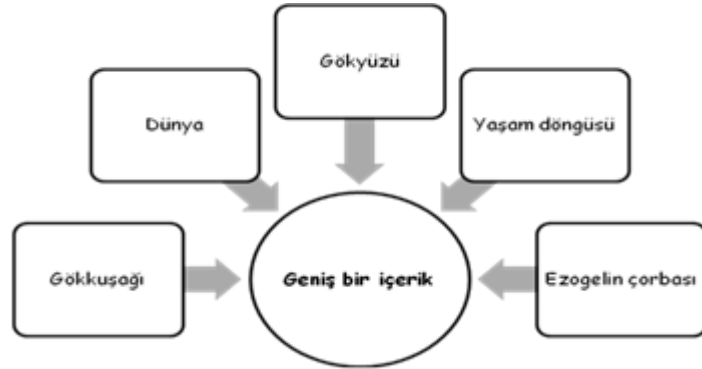 Gökyüzü
Dünya
Yaşam döngüsü
Gökkuşağı
Geniş bir içerik
Ezogelin çorbası